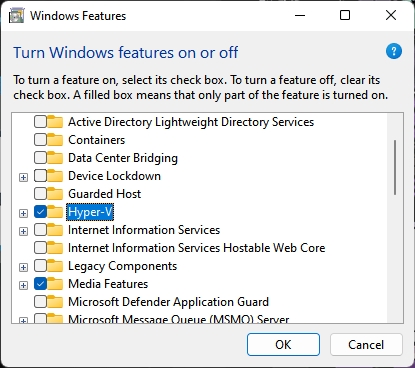 Windows Features
Turn Windows features on or off
To turn a feature on, select its check box. To turn a feature off, clear its
check box. A filled box means that only part of the feature is turned on.
Active Directory Lightweight Directory Services
Containers
Data Center Bridging
Device Lockdown
Guarded Host
Hyper-V
Internet Information Services
Internet Information Services Hostable Web Core
Legacy Components
Media Features
Microsoft Defender Application Guard
Microsoft Message Queue (MSMQ) Server
OK
Cancel